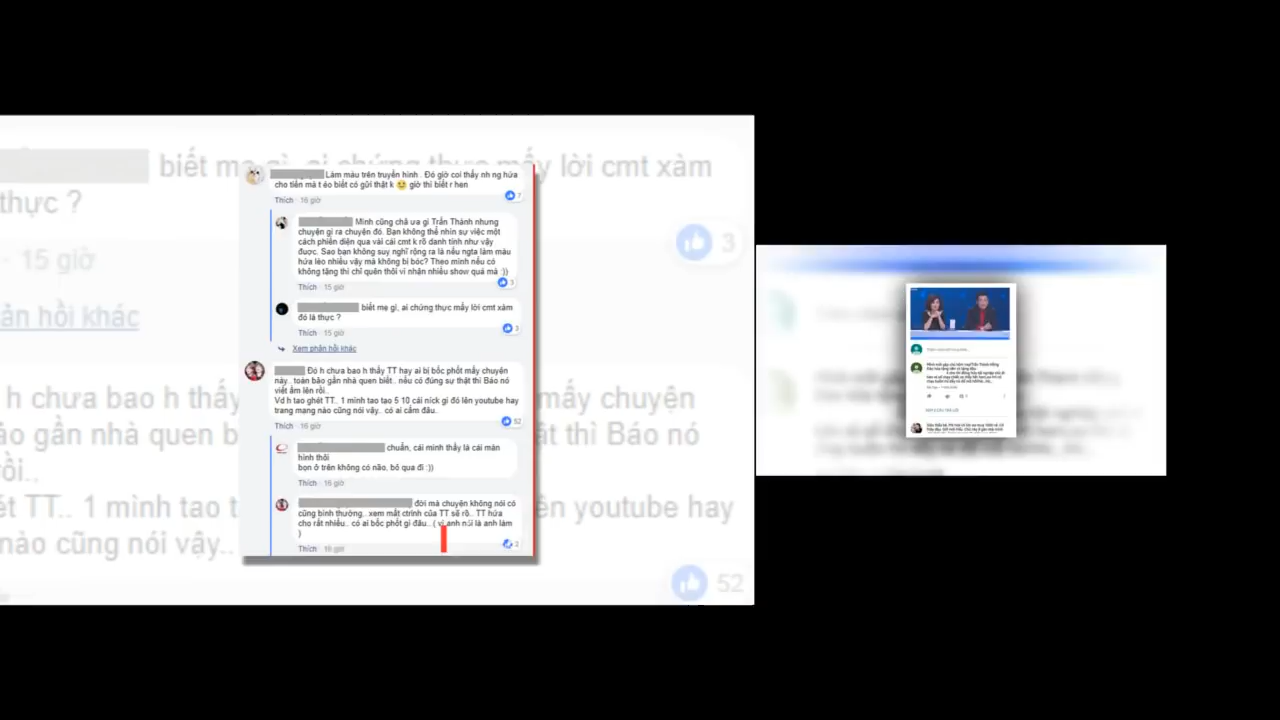 biết mẹ gì, ai chứng thực mấy lời cmt xàm
thực ?
3
15 giờ
ản hồi khác
h chưa bao h thấy
mấy chuyện
ào gần nhà quen
t thì Báo nó
rồi..
ét TT.. 1 mình tao t
ên youtube hay
nào cũng nói vậy..
52
Làm màu trên truyền hình . Đó giờ coi thấy nh ng hứa
cho tiền mà t éo biết có gửi thật k giờ thì biết r hen
7
Thích 16 giờ
Mình cũng chả ưa gì Trấn Thành nhưng
chuyện gì ra chuyện đó. Bạn không thể nhìn sự việc một
cách phiến diện qua vài cái cmt k rõ danh tính như vậy
được. Sao bạn không suy nghĩ rộng ra là nếu ngta làm màu
hứa lèo nhiều vậy mà không bị bóc? Theo mình nếu có
không tặng thì chỉ quên thôi vì nhận nhiều show quá mà :))
3
Thích 15 giờ
biết mẹ gì, ai chứng thực mấy lời cmt xàm
đó là thực ?
3
Thích 15 giờ
Xem phản hồi khác
Đó h chưa bao h thấy TT hay ai bị bốc phốt mấy chuyện
này.. toàn bão gần nhà quen biết.. nếu có đúng sự thật thì Báo nó
viết ầm lên rồi..
Vd h tao ghét TT.. 1 mình tao tạo 5 10 cái nick gì đó lên youtube hay
trang mạng nào cũng nói vậy.. có ai cấm đâu..
52
Thích 16 giờ
chuẩn, cái mình thấy là cái màn
hình thôi
bọn ở trên không có não, bỏ qua đi :))
Thích 16 giờ
đời mà chuyện không nói có
cũng bình thường.. xem mất ctrình của TT sẽ rõ.. TT hứa
cho rất nhiều.. có ai bốc phốt gì đâu..( vì anh nói là anh làm
)
2
Thích 16 giờ